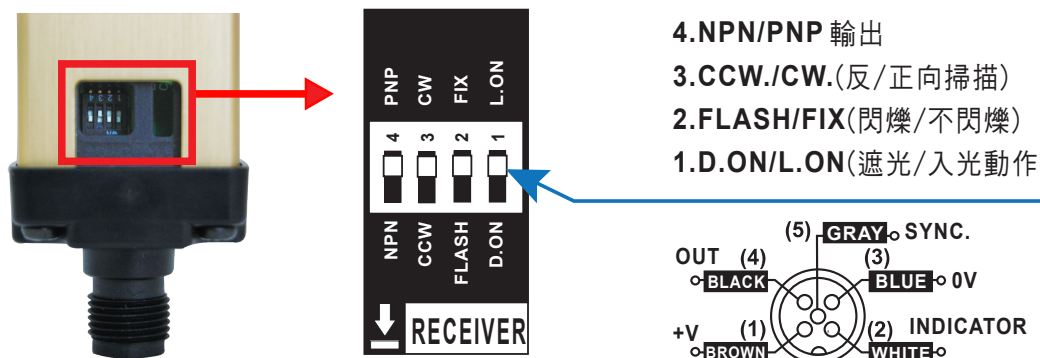 PNP CW FIX L.ON
4 3 2 1
NPN CCW FLASH D.ON
RECEIVER
4.NPN/PNP 輸出
3.CCW./CW.(反/正向掃描)
2.FLASH/FIX(閃爍/不閃爍)
1.D.ON/L.ON(遮光/入光動作
(5) GRAY SYNC.
OUT (4) (3)
BLACK BLUE 0V
+V (1) (2) INDICATOR
BROWN WHITE